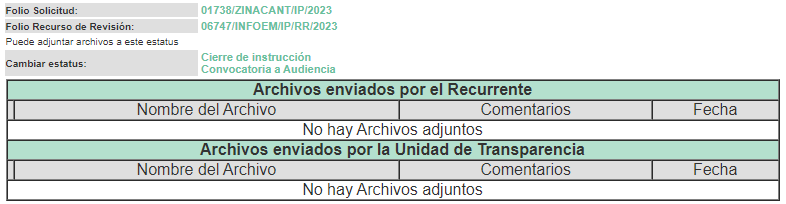 Folio Solicitud: 01738/ZINACANT/IP/2023
Folio Recurso de Revisión: 06747/INFOEM/IP/RR/2023
Puede adjuntar archivos a este estatus
Cambiar estatus: Cierre de instrucción
Convocatoria a Audiencia
Archivos enviados por el Recurrente
Nombre del Archivo Comentarios Fecha
No hay Archivos adjuntos
Archivos enviados por la Unidad de Transparencia
Nombre del Archivo Comentarios Fecha
No hay Archivos adjuntos